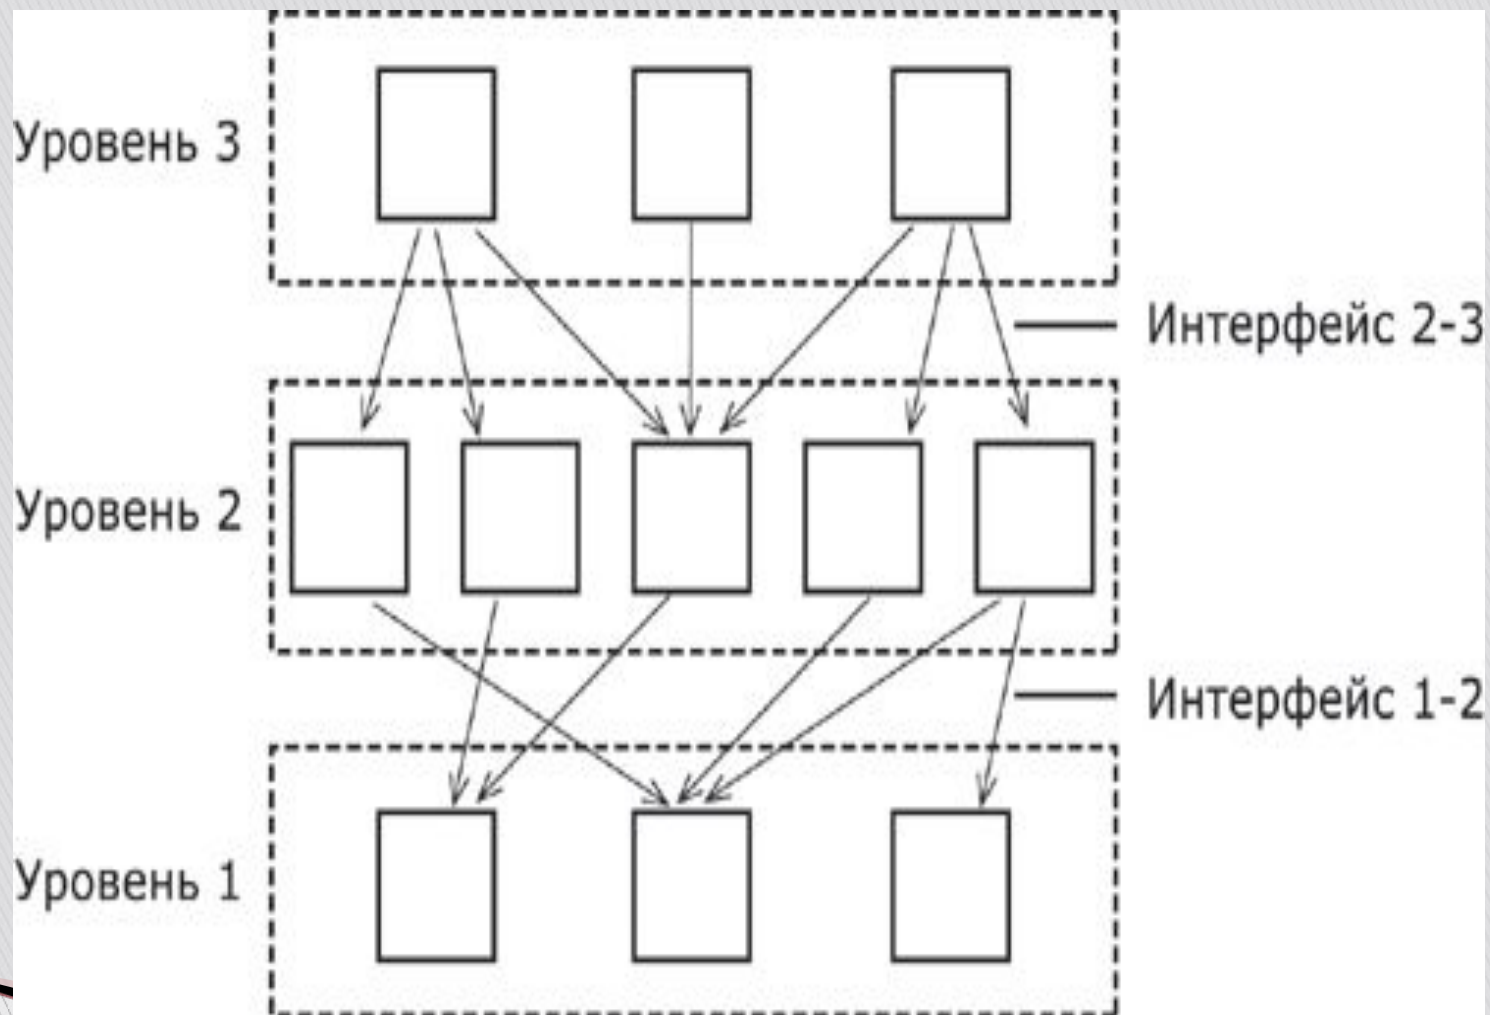 Уровень 3
Интерфейс 2-3
Уровень 2
Интерфейс 1-2
Уровень 1